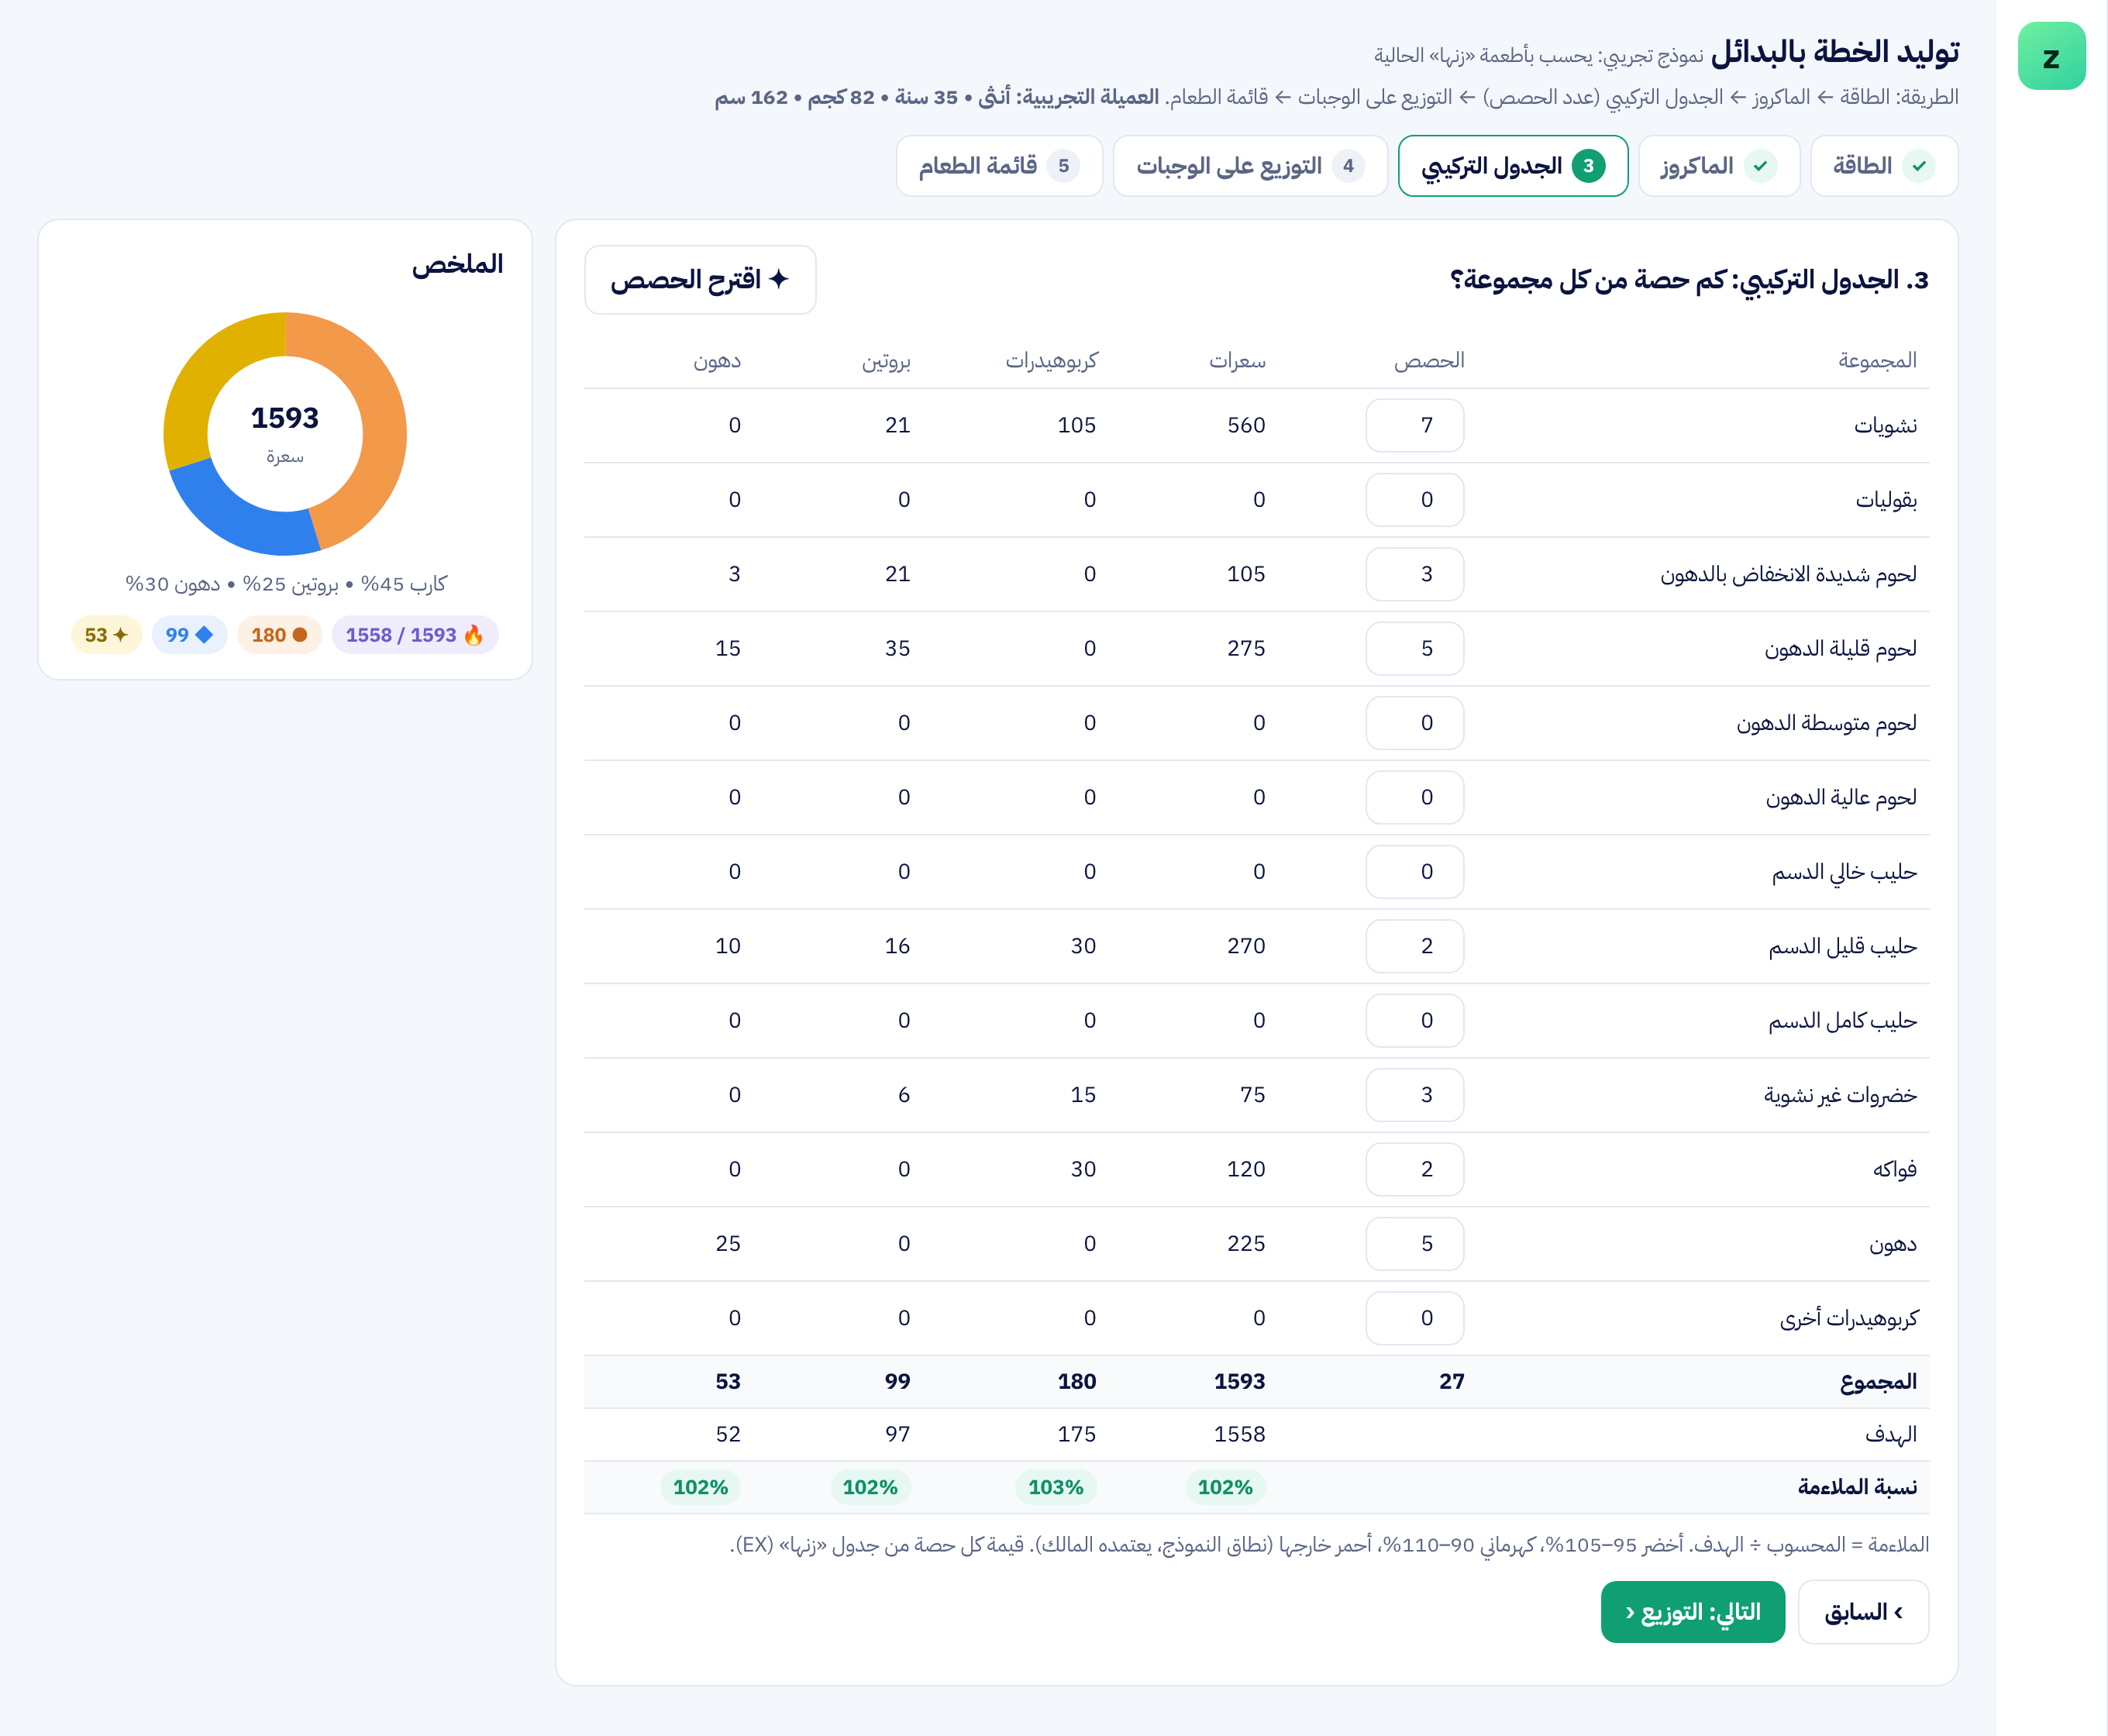 z
توليد الخطة بالبدائل نموذج تجريبي: يحسب بأطعمة «زنها» الحالية
الطريقة: الطاقة ← الماكروز ← الجدول التركيبي (عدد الحصص) ← التوزيع على الوجبات ← قائمة الطعام. العميلة التجريبية: أنثى • 35 سنة • 82 كجم • 162 سم
✓ الطاقة ✓ الماكروز 3 الجدول التركيبي 4 التوزيع على الوجبات 5 قائمة الطعام
3. الجدول التركيبي: كم حصة من كل مجموعة؟ ✦ اقترح الحصص
المجموعة الحصص سعرات كربوهيدرات بروتين دهون
نشويات 7 560 105 21 0
بقوليات 0 0 0 0 0
لحوم شديدة الانخفاض بالدهون 3 105 0 21 3
لحوم قليلة الدهون 5 275 0 35 15
لحوم متوسطة الدهون 0 0 0 0 0
لحوم عالية الدهون 0 0 0 0 0
حليب خالي الدسم 0 0 0 0 0
حليب قليل الدسم 2 270 30 16 10
حليب كامل الدسم 0 0 0 0 0
خضروات غير نشوية 3 75 15 6 0
فواكه 2 120 30 0 0
دهون 5 225 0 0 25
كربوهيدرات أخرى 0 0 0 0 0
المجموع 27 1593 180 99 53
الهدف 1558 175 97 52
نسبة الملاءمة 102% 103% 102% 102%
الملاءمة = المحسوب ÷ الهدف. أخضر 95–105%، كهرماني 90–110%، أحمر خارجها (نطاق النموذج، يعتمده المالك). قيمة كل حصة من جدول «زنها» (EX).
‹ السابق التالي: التوزيع ›
الملخص
1593
سعرة
كارب 45% • بروتين 25% • دهون 30%
🔥 1593 / 1558 ● 180 ◆ 99 ✦ 53